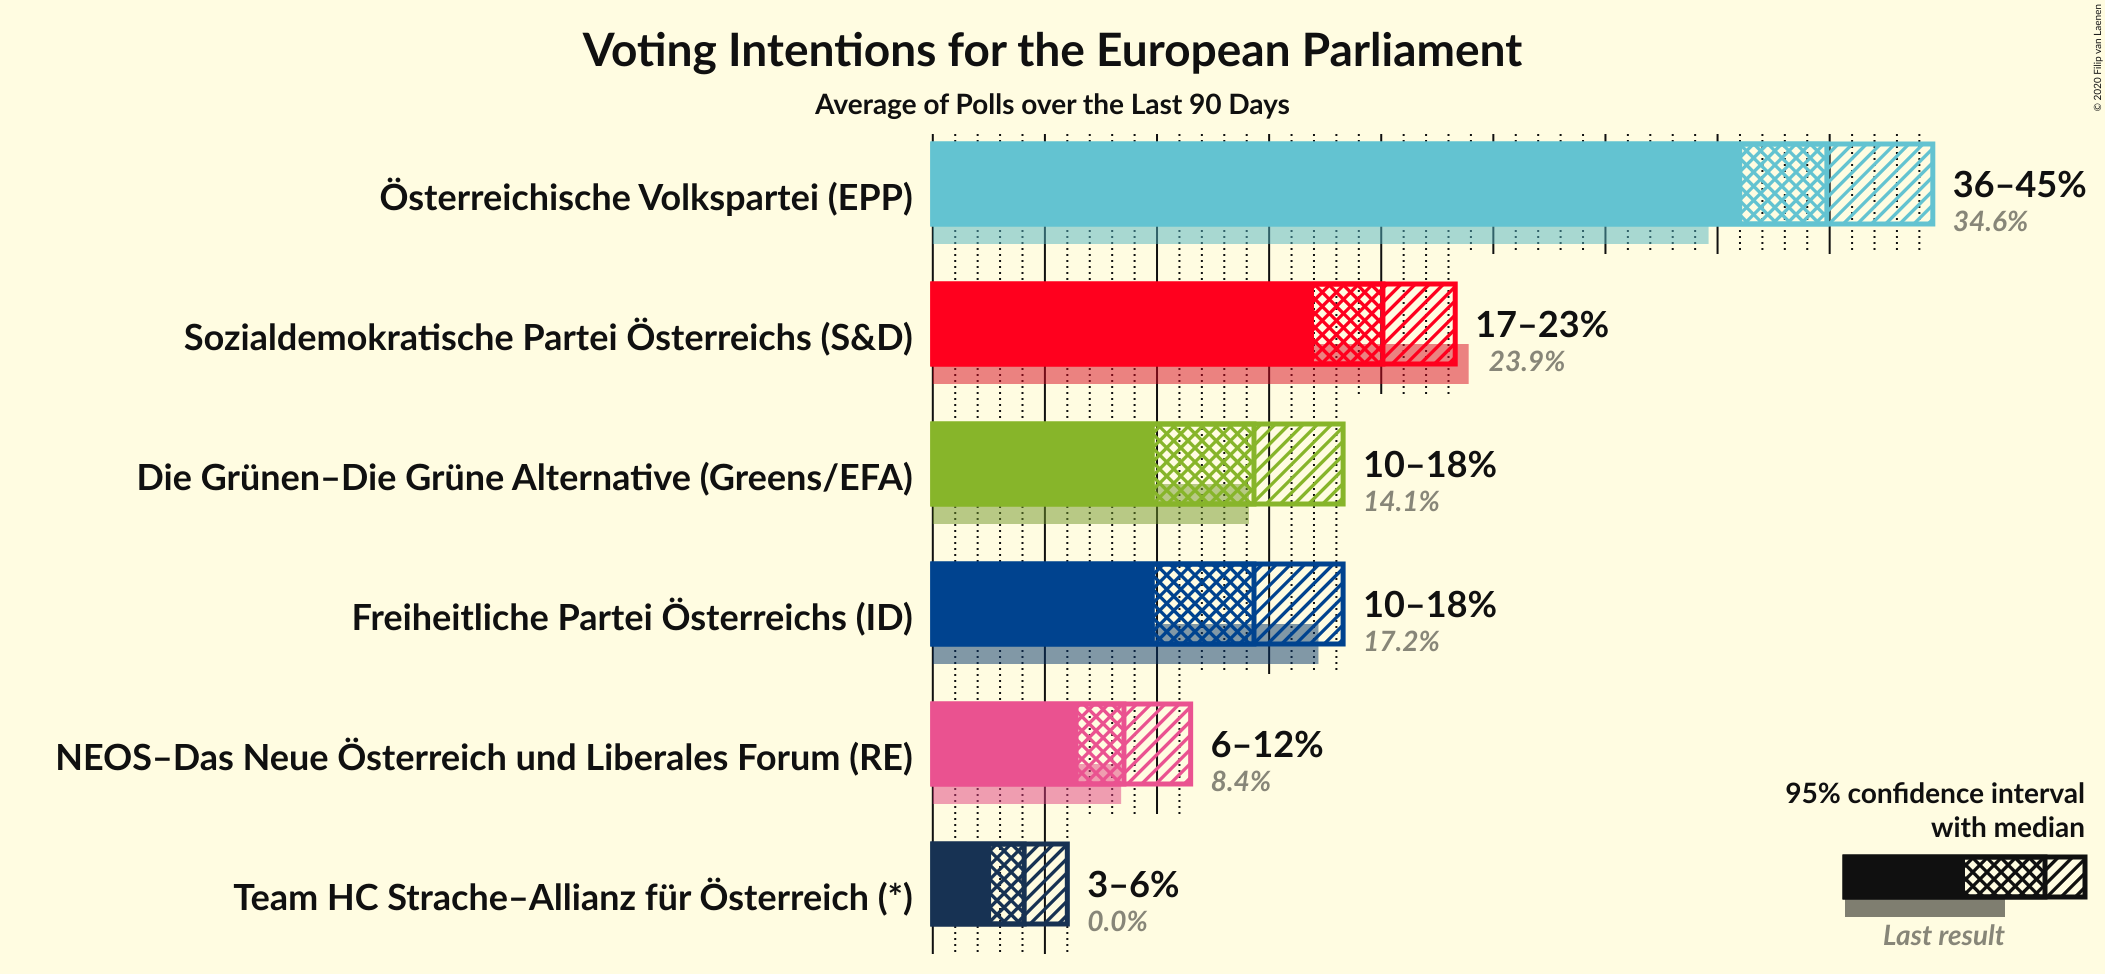 Voting Intentions for the European Parliament
Average of Polls over the Last 90 Days
© 2020 Filip van Laenen
Österreichische Volkspartei (EPP)
36–45%
34.6%
Sozialdemokratische Partei Österreichs (S&D)
17–23%
23.9%
Die Grünen–Die Grüne Alternative (Greens/EFA)
10–18%
14.1%
Freiheitliche Partei Österreichs (ID)
10–18%
17.2%
NEOS–Das Neue Österreich und Liberales Forum (RE)
6–12%
8.4%
Team HC Strache–Allianz für Österreich (*)
3–6%
0.0%
95% confidence interval
with median
Last result